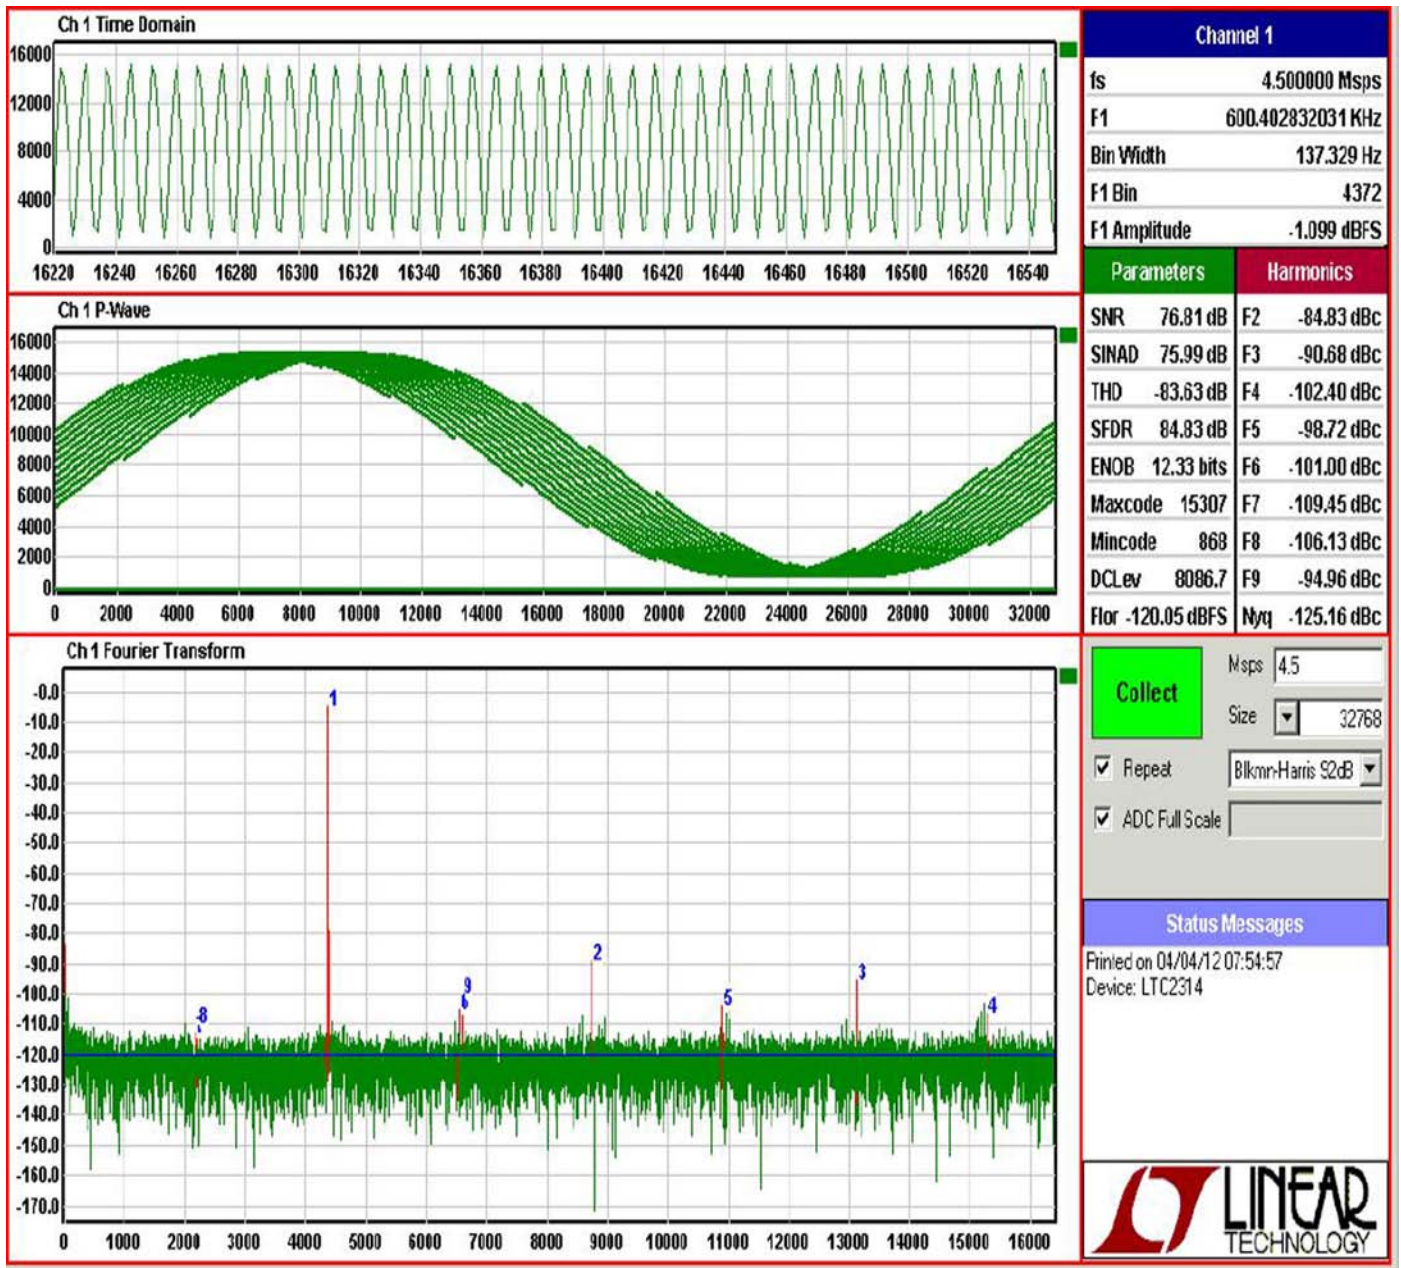 Ch 1 Time Domain
16000
12000
8000
4000
0
16220 16240 16260 16280 16300 16320 16340 16360 16380 16400 16420 16440 16460 16480 16500 16520 16540
Ch 1 P-Wave
16000
14000
12000
10000
8000
6000
4000
2000
0
0 2000 4000 6000 8000 10000 12000 14000 16000 18000 20000 22000 24000 26000 28000 30000 32000
Ch 1 Fourier Transform
-0.0
-10.0
-20.0
-30.0
-40.0
-50.0
-60.0
-70.0
-80.0
-90.0
-100.0
-110.0
-120.0
-130.0
-140.0
-150.0
-160.0
-170.0
1
2
3
4
5
6
9
8
0 1000 2000 3000 4000 5000 6000 7000 8000 9000 10000 11000 12000 13000 14000 15000 16000
Channel 1
fs 4.500000 Msps
F1 600.402832031 KHz
Bin Width 137.329 Hz
F1 Bin 4372
F1 Amplitude -1.099 dBFS
Parameters Harmonics
SNR 76.81 dB F2 -84.83 dBc
SINAD 75.99 dB F3 -90.68 dBc
THD -83.63 dB F4 -102.40 dBc
SFDR 84.83 dB F5 -98.72 dBc
ENOB 12.33 bits F6 -101.00 dBc
Maxcode 15307 F7 -109.45 dBc
Mincode 868 F8 -106.13 dBc
DCLev 8086.7 F9 -94.96 dBc
Flor -120.05 dBFS Nyq -125.16 dBc
Collect
Msps 4.5
Size 32768
Repeat Blkmn-Harris 92dB
ADC Full Scale
Status Messages
Printed on 04/04/12 07:54:57
Device: LTC2314
LINEAR
TECHNOLOGY